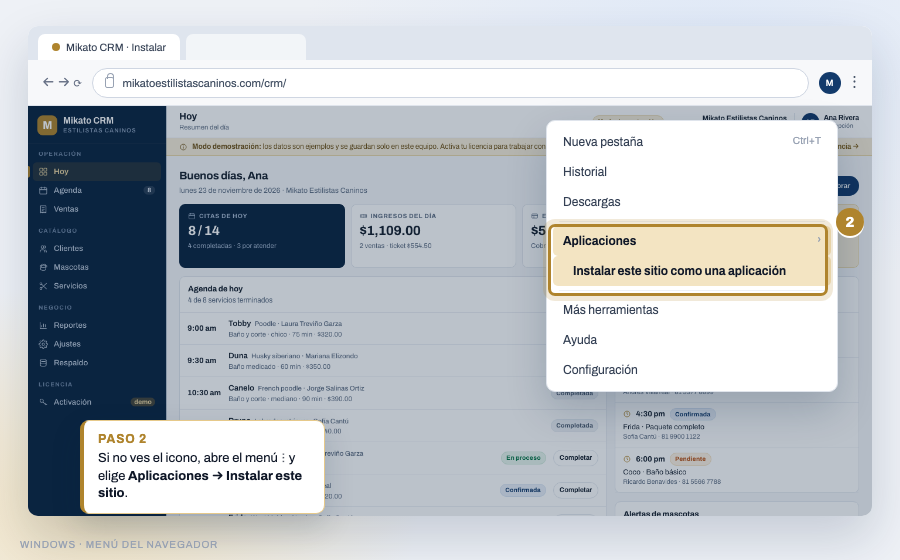 Mikato CRM · Instalar
mikatoestilistascaninos.com/crm/
M
M
Mikato CRM
ESTILISTAS CANINOS
OPERACIÓN
Hoy
Agenda
8
Ventas
CATÁLOGO
Clientes
Mascotas
Servicios
NEGOCIO
Reportes
Ajustes
Respaldo
LICENCIA
Activación
demo
Hoy
Resumen del día
Mikato Estilistas Caninos
Ana Rivera
Modo demostración: los datos son ejemplos y se guardan solo en este equipo. Activa tu licencia para trabajar con
Buenos días, Ana
lunes 23 de noviembre de 2026 · Mikato Estilistas Caninos
CITAS DE HOY
8 / 14
4 completadas · 3 por atender
INGRESOS DEL DÍA
$1,109.00
2 ventas · ticket $554.50
Agenda de hoy
4 de 8 servicios terminados
9:00 am
Tobby Poodle · Laura Treviño Garza
Baño y corte · chico · 75 min · $320.00
9:30 am
Duna Husky siberiano · Mariana Elizondo
Baño medicado · 60 min · $350.00
10:30 am
Canelo French poodle · Jorge Salinas Ortiz
Baño y corte · mediano · 90 min · $390.00
Completada
Completada
En proceso
Completar
Confirmada
Completar
4:30 pm
Confirmada
Frida · Paquete completo
Sofía Cantú · 81 8900 1122
6:00 pm
Pendiente
Coco · Baño básico
Ricardo Benavides · 81 5566 7788
Alertas de mascotas
Nueva pestaña
Ctrl+T
Historial
Descargas
Aplicaciones
›
Instalar este sitio como una aplicación
Más herramientas
Ayuda
Configuración
2
PASO 2
Si no ves el icono, abre el menú ⋮ y
elige Aplicaciones → Instalar este
sitio.
WINDOWS · MENÚ DEL NAVEGADOR